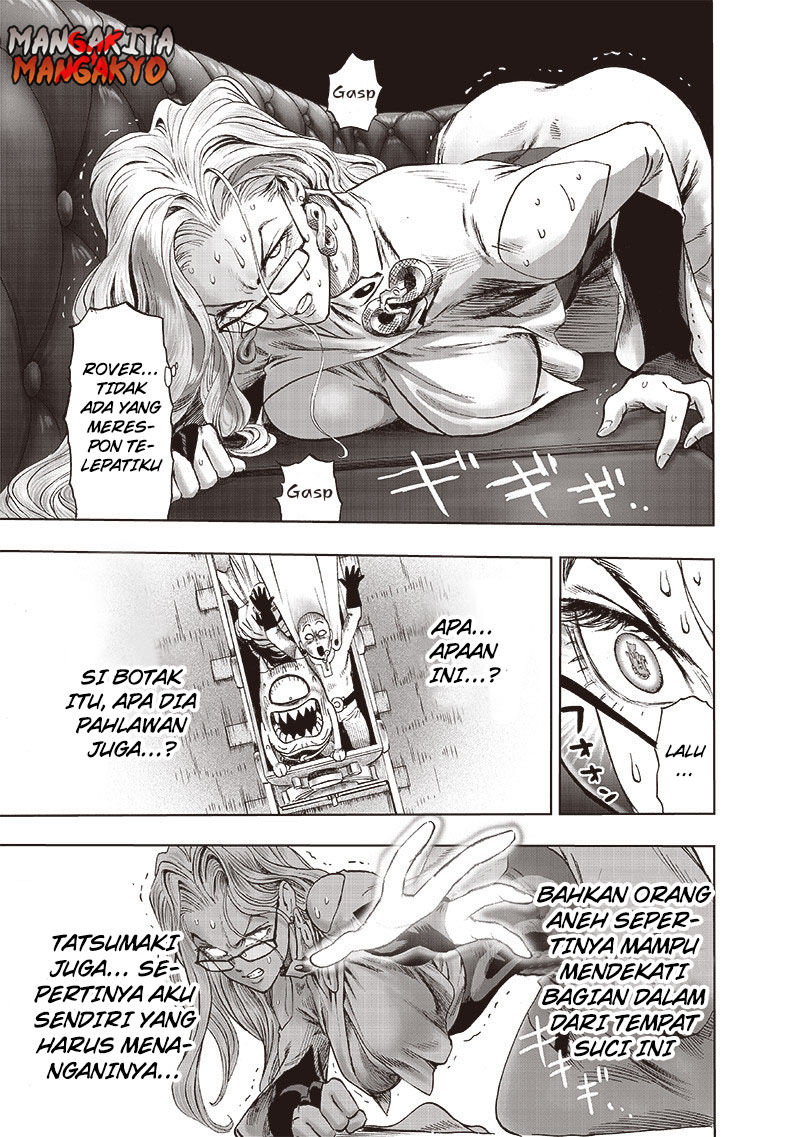 MANGAKITA
MANGAKYO
Gasp
ROVER...
TIDAK
ADA YANG
MERES-
PON TE-
LEPATIKU
Gasp
ギギギ..
LALU
...
APA...
APAAN
INI...?
SI BOTAK
ITU, APA DIA
PAHLAWAN
JUGA...?
BAHKAN ORANG
ANEH SEPER-
TINYA MAMPU
MENDEKATI
BAGIAN DALAM
DARI TEMPAT
SUCI INI
TATSUMAKI
JUGA... SE-
PERTINYA AKU
SENDIRI YANG
HARUS MENA-
NGANINYA...